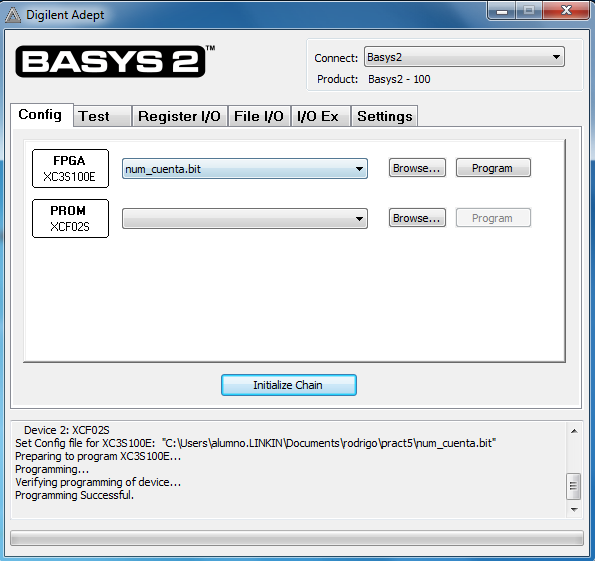 Digilent Adept
BASYS 2™
Connect: Basys2
Product: Basys2 - 100
Config Test Register I/O File I/O I/O Ex Settings
FPGA
XC3S100E
num_cuenta.bit Browse... Program
PROM
XCF02S
Browse... Program
Initialize Chain
Device 2: XCF02S
Set Config file for XC3S100E: "C:\Users\alumno.LINKIN\Documents\rodrigo\pract5\num_cuenta.bit"
Preparing to program XC3S100E...
Programming...
Verifying programming of device...
Programming Successful.